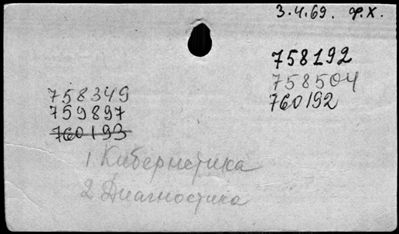 3.4.69. Ф.Х.
758192
758504
760192
758349
759897
760193
1 Кибернетика
2 Диагностика